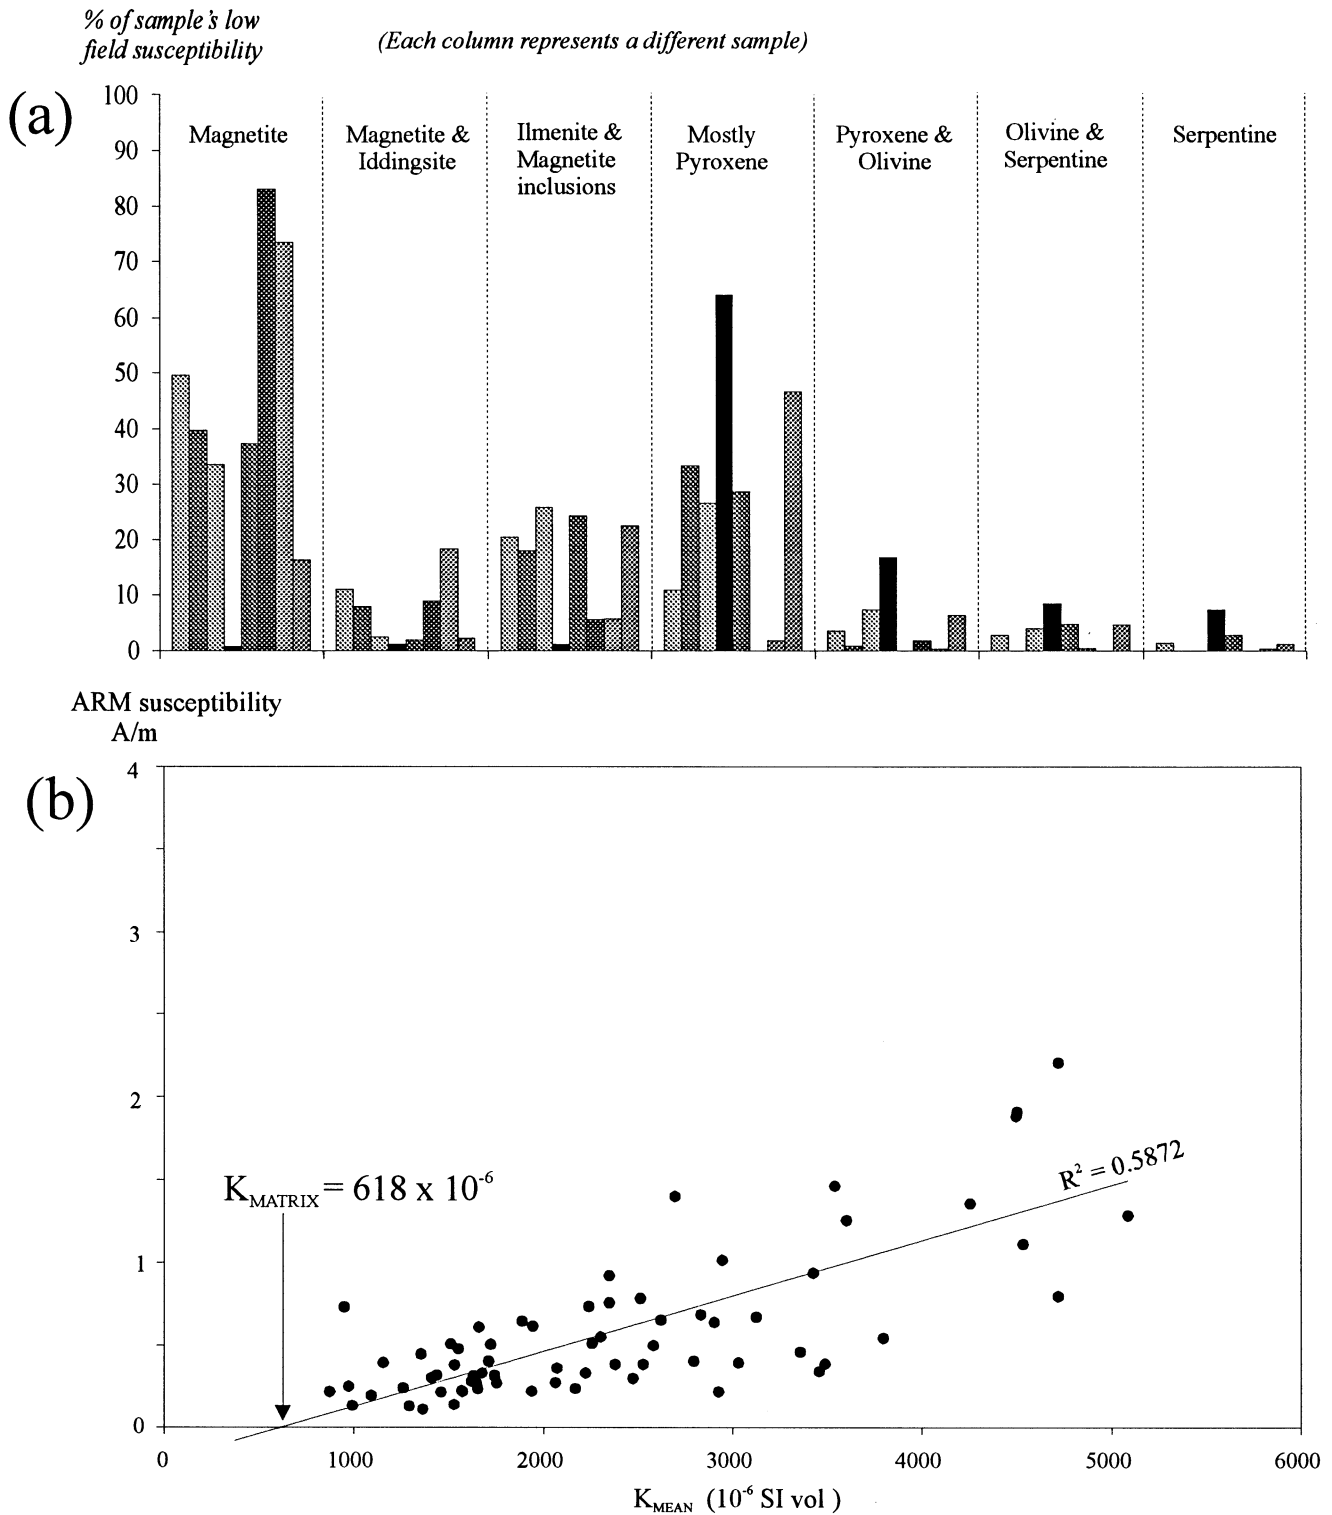 % of sample's low
field susceptibility
(Each column represents a different sample)
(a)
100
90
80
70
60
50
40
30
20
10
0
Magnetite
Magnetite &
Iddingsite
Ilmenite &
Magnetite
inclusions
Mostly
Pyroxene
Pyroxene &
Olivine
Olivine &
Serpentine
Serpentine
ARM susceptibility
A/m
(b)
4
3
2
1
0
K_MATRIX = 618 x 10^-6
R² = 0.5872
0 1000 2000 3000 4000 5000 6000
K_MEAN (10^-6 SI vol )